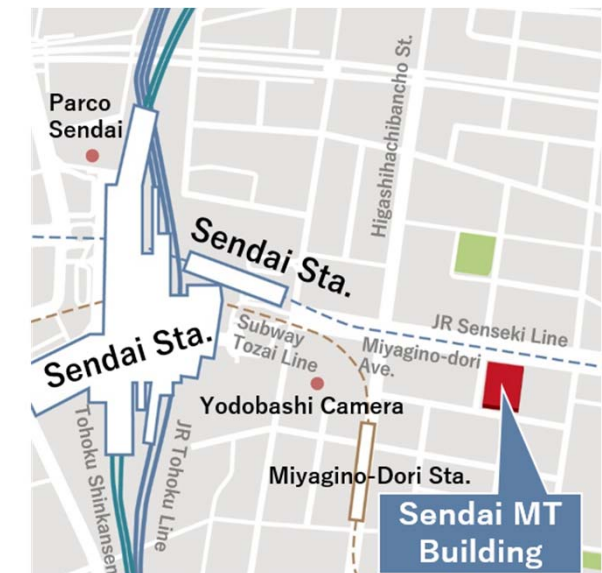 Parco
Sendai
Higashihachibancho St.
Sendai Sta.
JR Senseki Line
Subway
Tozai Line
Miyagino-dori
Ave.
Sendai Sta.
Yodobashi Camera
Tohoku Shinkansen
JR Tohoku Line
Miyagino-Dori Sta.
Sendai MT
Building